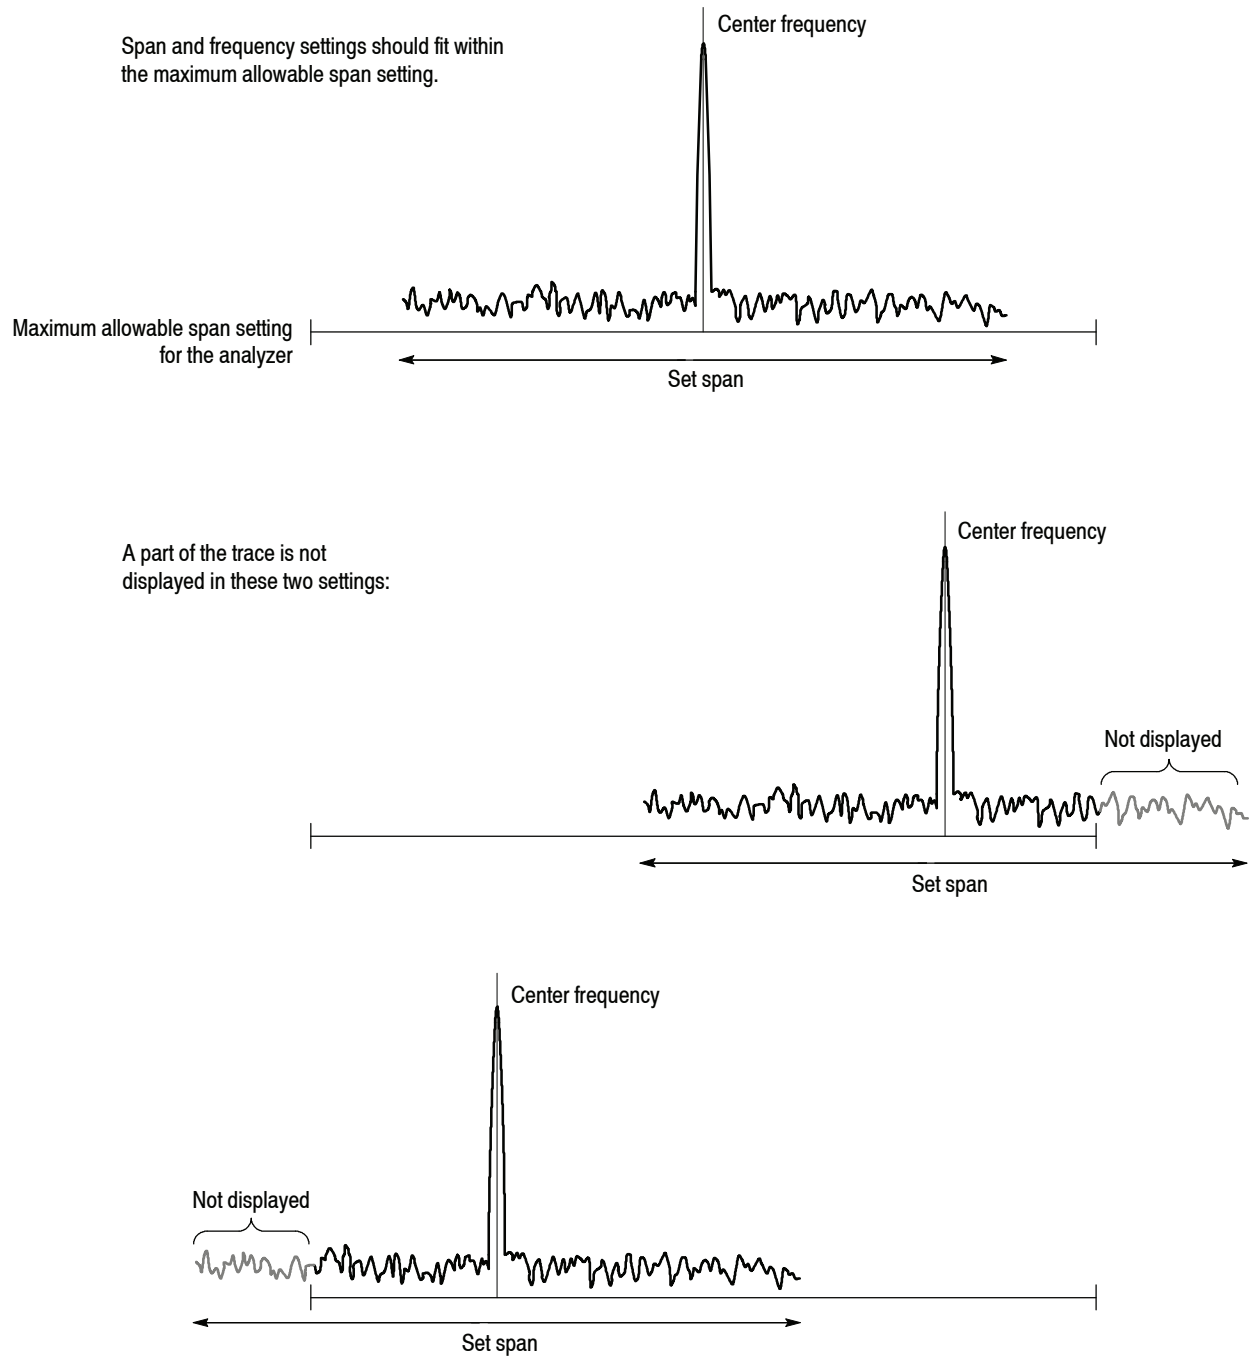 Center frequency
Span and frequency settings should fit within
the maximum allowable span setting.
Maximum allowable span setting
for the analyzer
Set span
Center frequency
A part of the trace is not
displayed in these two settings:
Not displayed
Set span
Center frequency
Not displayed
Set span